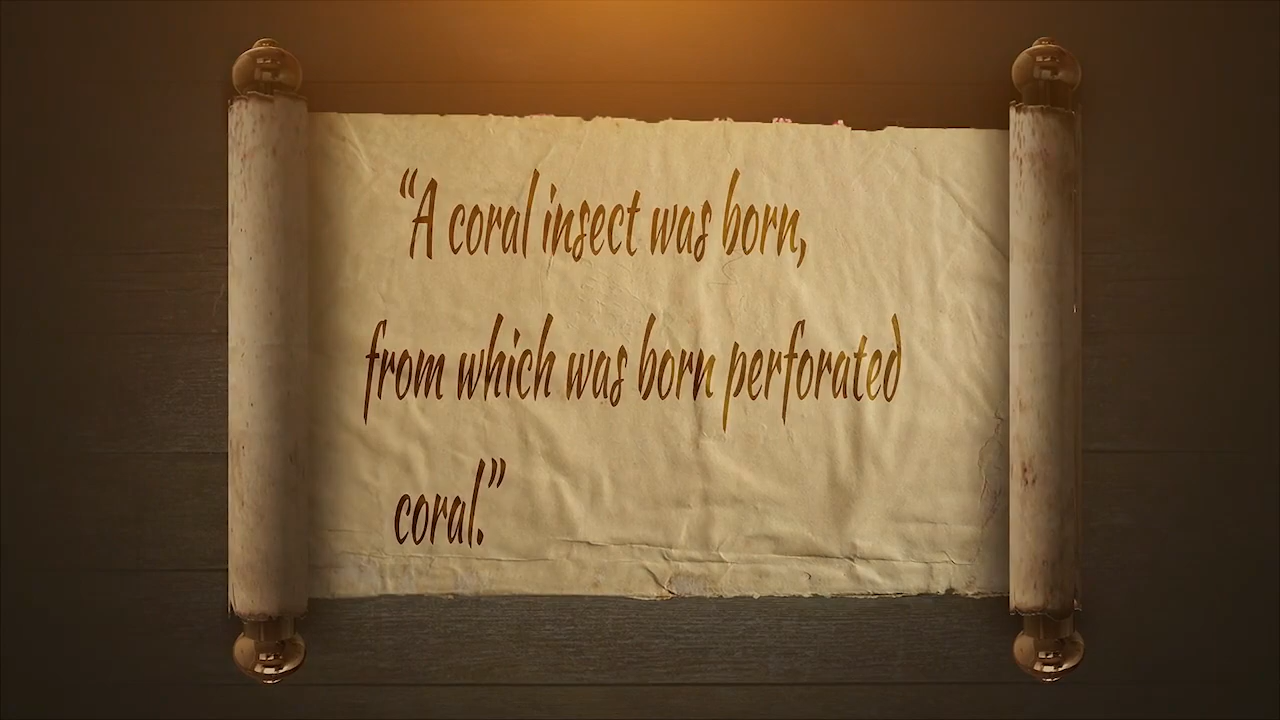 “A coral insect was born,
from which was born perforated
coral.”